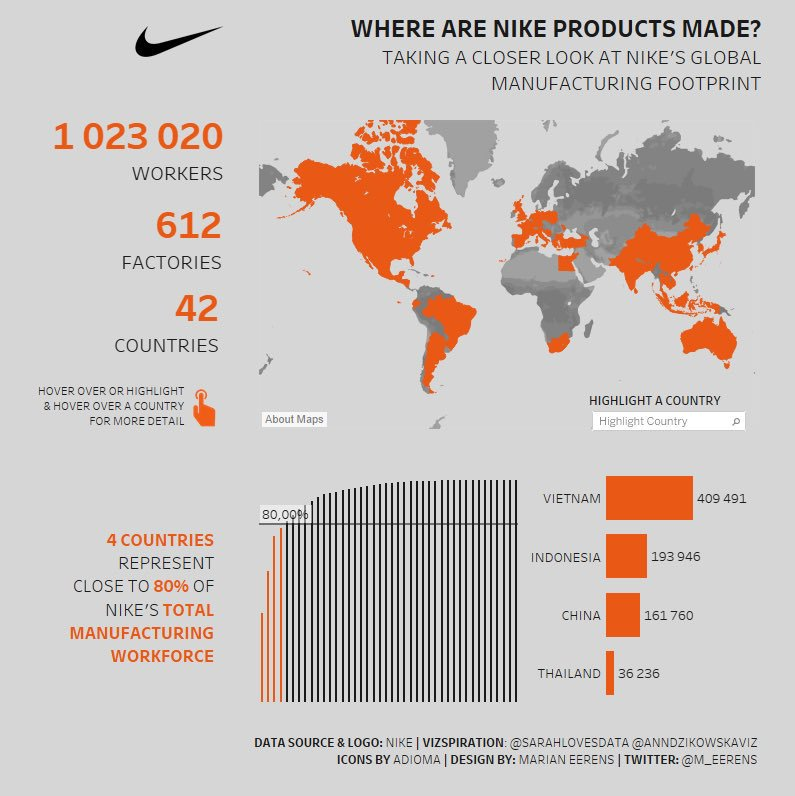 WHERE ARE NIKE PRODUCTS MADE?
TAKING A CLOSER LOOK AT NIKE'S GLOBAL
MANUFACTURING FOOTPRINT
1 023 020
WORKERS
612
FACTORIES
42
COUNTRIES
HOVER OVER OR HIGHLIGHT
& HOVER OVER A COUNTRY
FOR MORE DETAIL
About Maps
HIGHLIGHT A COUNTRY
Highlight Country
4 COUNTRIES
REPRESENT
CLOSE TO 80% OF
NIKE'S TOTAL
MANUFACTURING
WORKFORCE
80,00%
VIETNAM 409 491
INDONESIA 193 946
CHINA 161 760
THAILAND 36 236
DATA SOURCE & LOGO: NIKE | VIZSPIRATION: @SARAHLOVESDATA @ANNDZIKOWSKAVIZ
ICONS BY ADIOMA | DESIGN BY: MARIAN EERENS | TWITTER: @M_EERENS